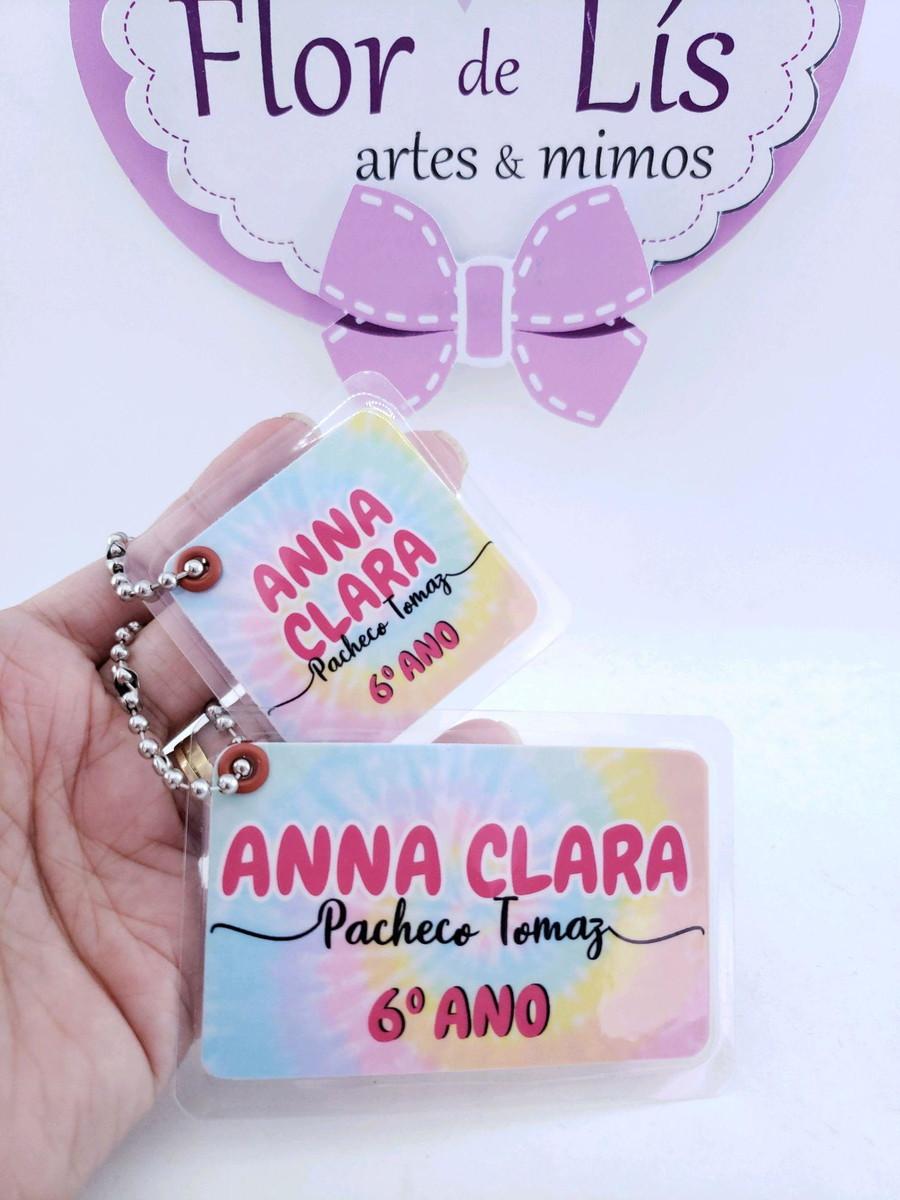 Flor de Lís
artes & mimos
ANNA
CLARA
Pacheco Tomaz
6º ANO
ANNA CLARA
Pacheco Tomaz
6º ANO